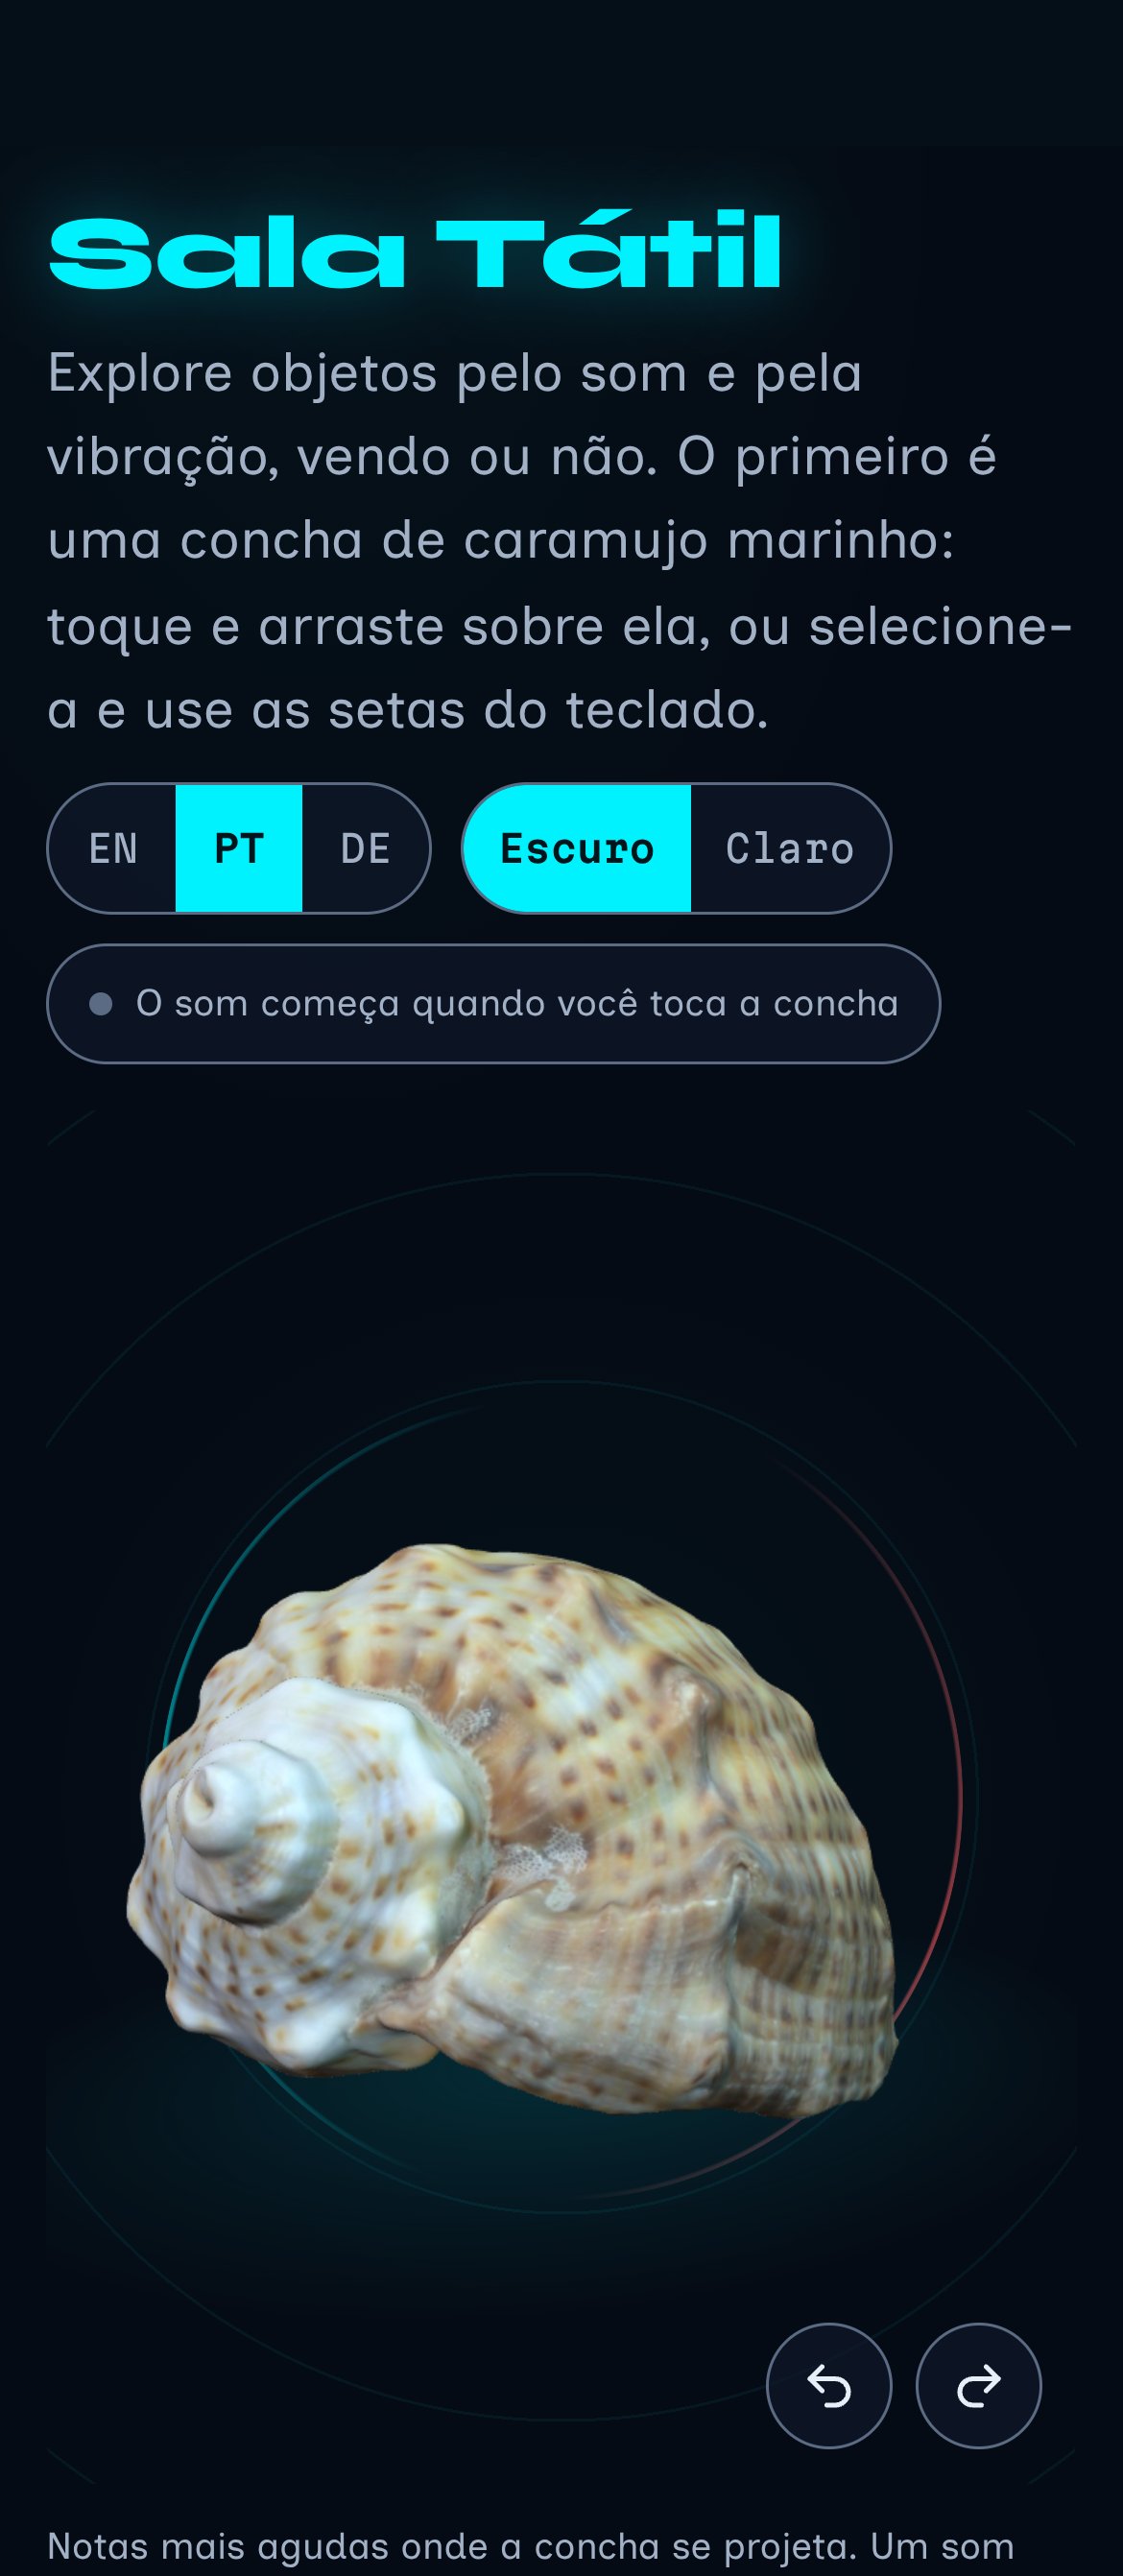 Sala Tátil
Explore objetos pelo som e pela
vibração, vendo ou não. O primeiro é
uma concha de caramujo marinho:
toque e arraste sobre ela, ou selecione-
a e use as setas do teclado.
EN PT DE Escuro Claro
O som começa quando você toca a concha
Notas mais agudas onde a concha se projeta. Um som